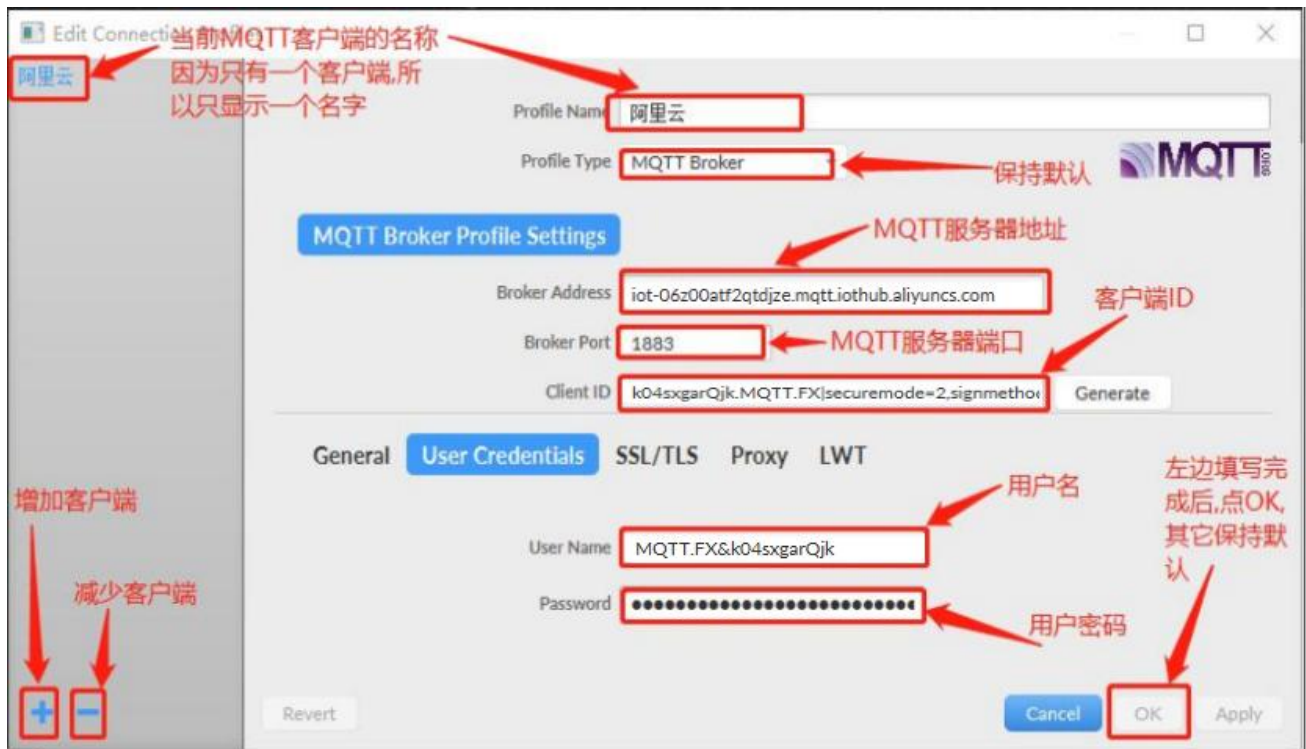 Edit Connecti
当前MQTT客户端的名称
因为只有一个客户端,所
以只显示一个名字
阿里云
Profile Name
阿里云
Profile Type
MQTT Broker
保持默认
MQTT
.ORG
MQTT Broker Profile Settings
MQTT服务器地址
Broker Address
iot-06z00atf2qtdjze.mqtt.iothub.aliyuncs.com
客户端ID
Broker Port
1883
MQTT服务器端口
Client ID
k04sxgarQjk.MQTT.FX|securemode=2,signmetho
Generate
General
User Credentials
SSL/TLS
Proxy
LWT
左边填写完
成后,点OK,
其它保持默
认
用户名
增加客户端
User Name
MQTT.FX&k04sxgarQjk
减少客户端
Password
用户密码
Revert
Cancel
OK
Apply